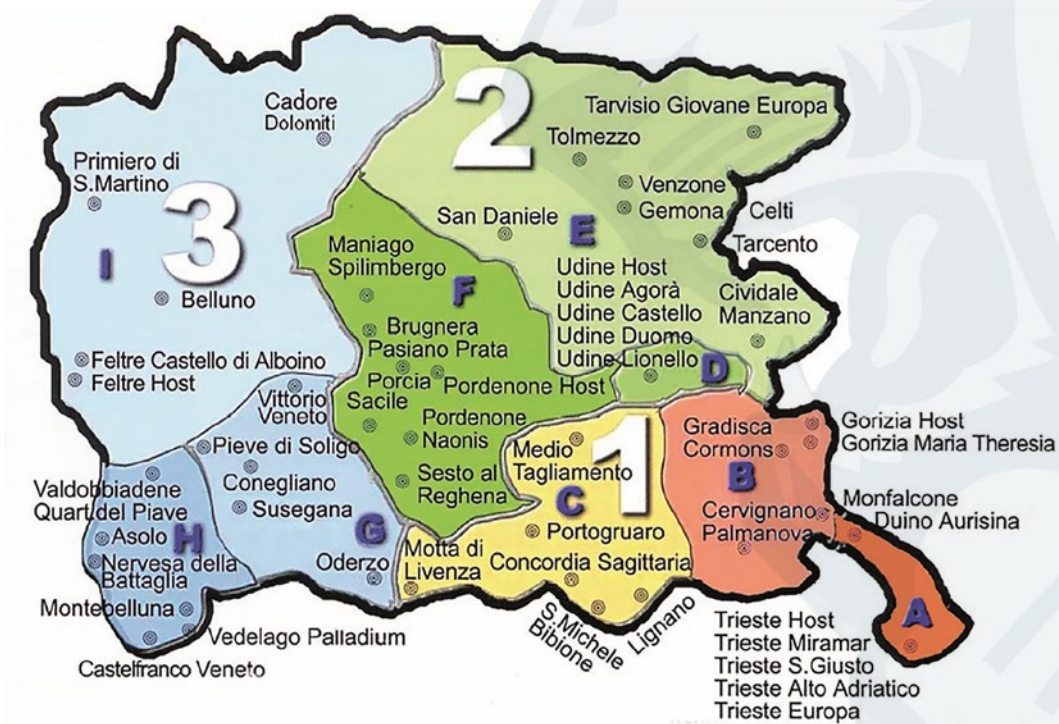 Cadore
Dolomiti
2
Tarvisio Giovane Europa
Tolmezzo
Primiero di
S.Martino
Venzone
Gemona
Celti
San Daniele
E
Tarcento
3
I
Maniago
Spilimbergo
F
Udine Host
Udine Agorà
Udine Castello
Udine Duomo
Udine Lionello
Cividale
Manzano
Belluno
Brugnera
Pasiano Prata
D
Feltre Castello di Alboino
Feltre Host
Porcia
Sacile
Pordenone Host
Vittorio
Veneto
Pordenone
Naonis
Medio
Tagliamento
1
Gradisca
Cormons
Gorizia Host
Gorizia Maria Theresia
Pieve di Soligo
Conegliano
Susegana
Sesto al
Reghena
C
B
Valdobbiadene
Quart.del Piave
Asolo
H
G
Portogruaro
Cervignano
Palmanova
Monfalcone
Duino Aurisina
Nervesa della
Battaglia
Oderzo
Motta di
Livenza
Concordia Sagittaria
Montebelluna
Vedelago Palladium
Castelfranco Veneto
S.Michele
Bibione
Lignano
A
Trieste Host
Trieste Miramar
Trieste S.Giusto
Trieste Alto Adriatico
Trieste Europa